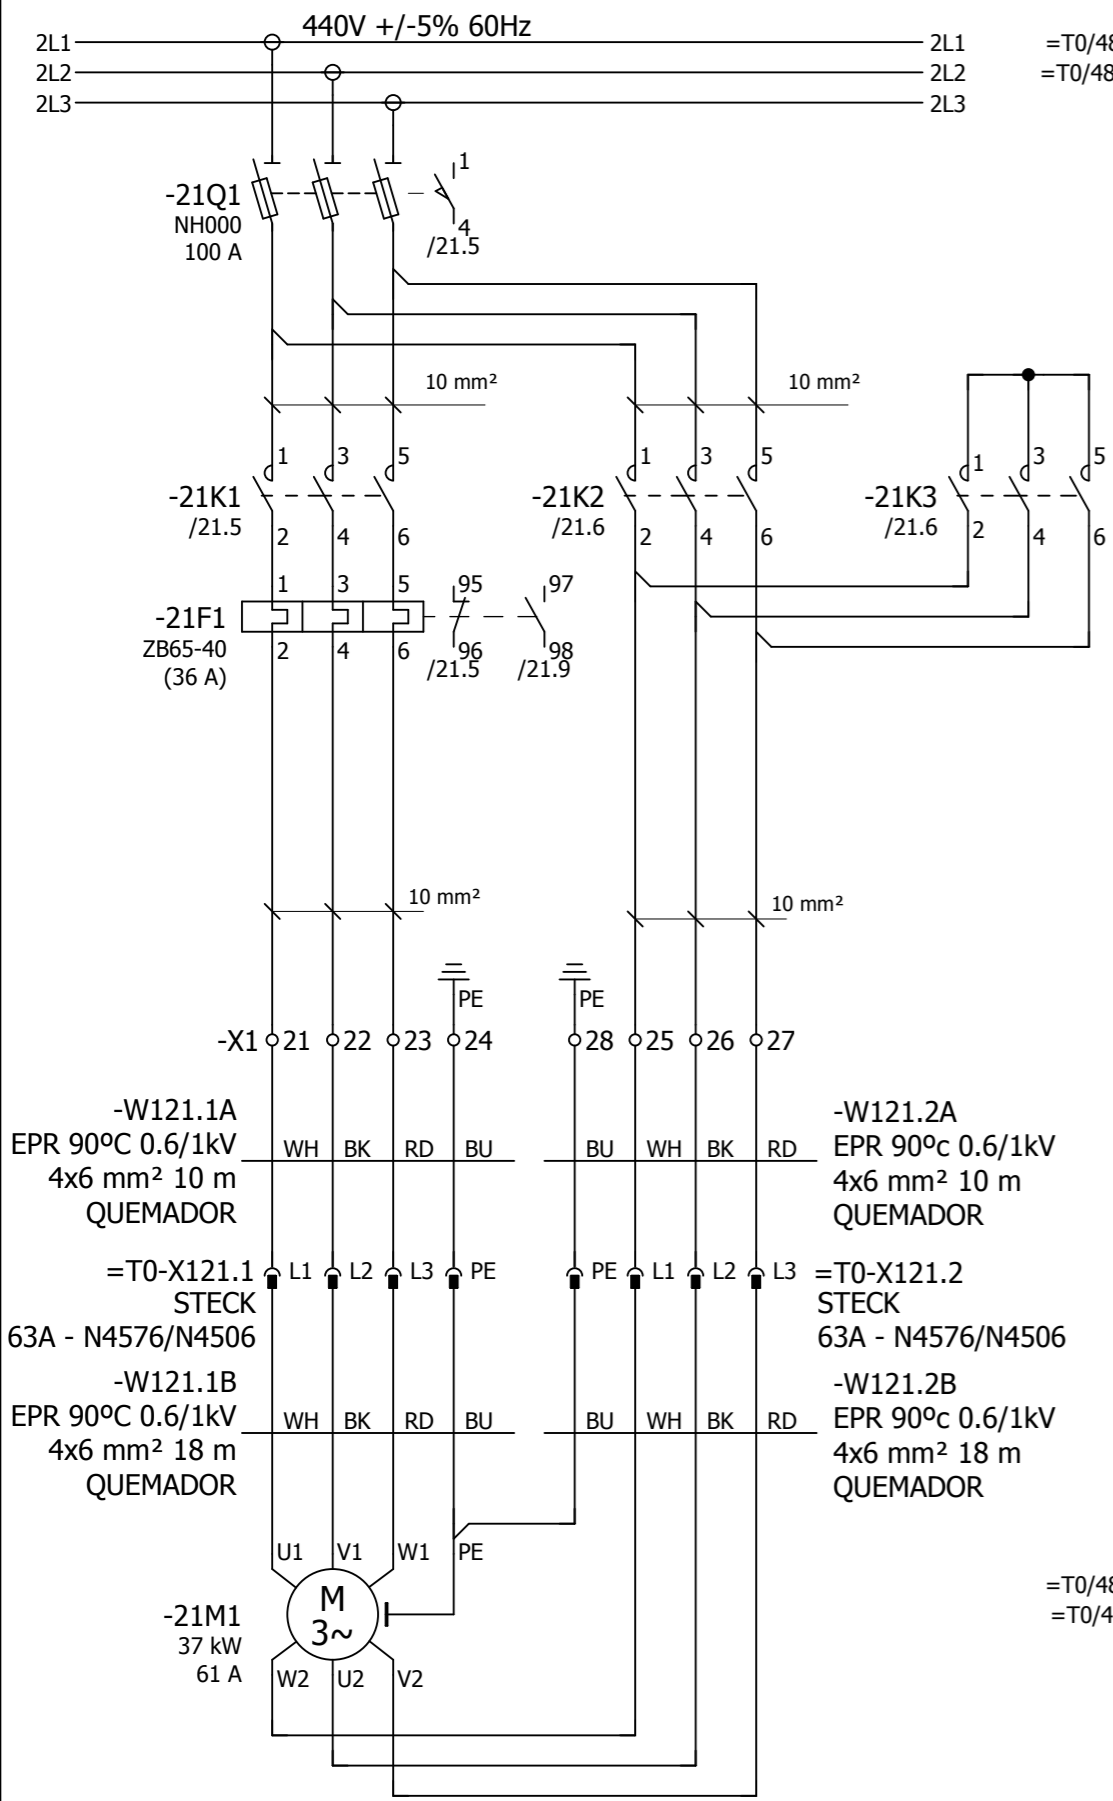 440V +/-5% 60Hz
2L1 2L1 =T0/48
2L2 2L2 =T0/48
2L3 2L3
-21Q1 1
NH000 4
100 A /21.5
10 mm² 10 mm²
1 3 5 1 3 5 1 3 5
-21K1 -21K2 -21K3
/21.5 /21.6 /21.6
2 4 6 2 4 6 2 4 6
1 3 5 95 97
-21F1
ZB65-40 2 4 6 96 98
(36 A) /21.5 /21.9
10 mm² 10 mm²
PE PE
-X1 21 22 23 24 28 25 26 27
-W121.1A -W121.2A
EPR 90ºC 0.6/1kV WH BK RD BU BU WH BK RD EPR 90ºc 0.6/1kV
4x6 mm² 10 m 4x6 mm² 10 m
QUEMADOR QUEMADOR
=T0-X121.1 L1 L2 L3 PE PE L1 L2 L3 =T0-X121.2
STECK STECK
63A - N4576/N4506 63A - N4576/N4506
-W121.1B -W121.2B
EPR 90ºC 0.6/1kV WH BK RD BU BU WH BK RD EPR 90ºc 0.6/1kV
4x6 mm² 18 m 4x6 mm² 18 m
QUEMADOR QUEMADOR
U1 V1 W1 PE
=T0/48
-21M1 M =T0/4
37 kW 3~
61 A W2 U2 V2